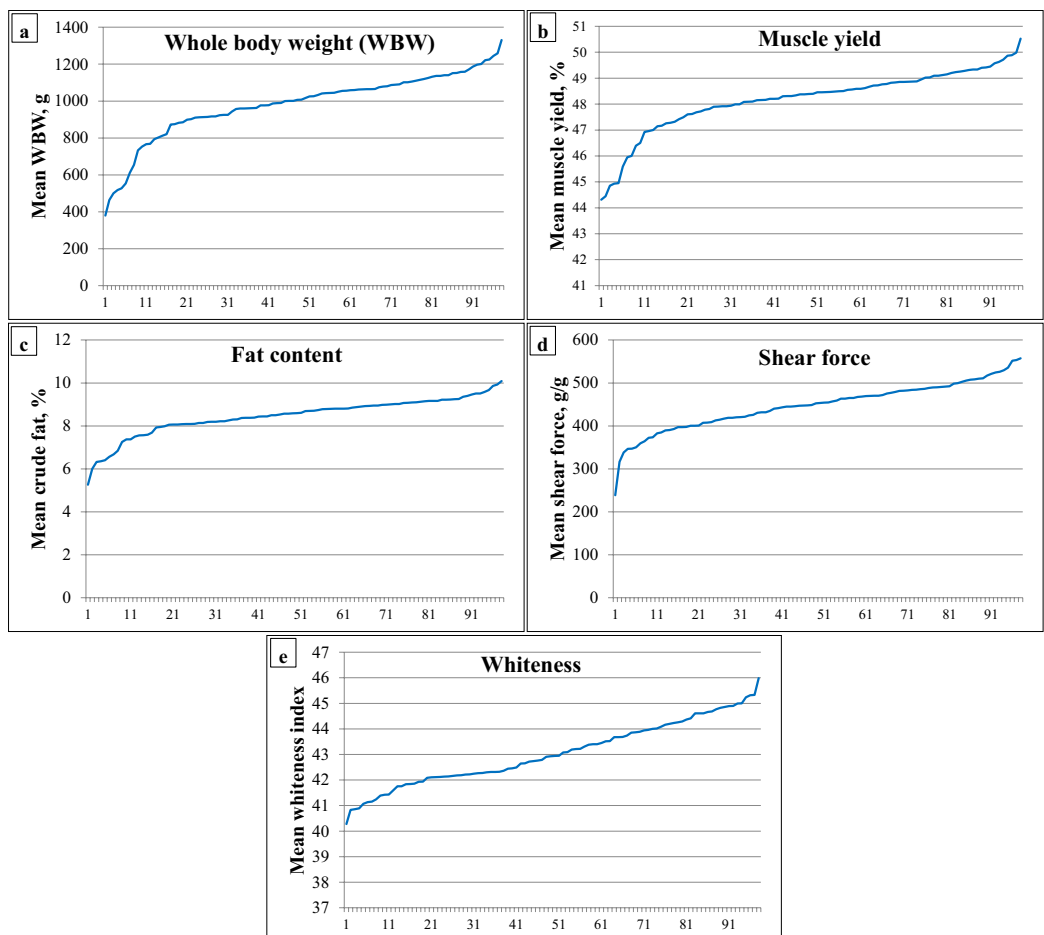 a
Whole body weight (WBW)
Mean WBW, g
1400
1200
1000
800
600
400
200
0
1 11 21 31 41 51 61 71 81 91
b
Muscle yield
Mean muscle yield, %
51
50
49
48
47
46
45
44
43
42
41
1 11 21 31 41 51 61 71 81 91
c
Fat content
Mean crude fat, %
12
10
8
6
4
2
0
1 11 21 31 41 51 61 71 81 91
d
Shear force
Mean shear force, g/g
600
500
400
300
200
100
0
1 11 21 31 41 51 61 71 81 91
e
Whiteness
Mean whiteness index
47
46
45
44
43
42
41
40
39
38
37
1 11 21 31 41 51 61 71 81 91